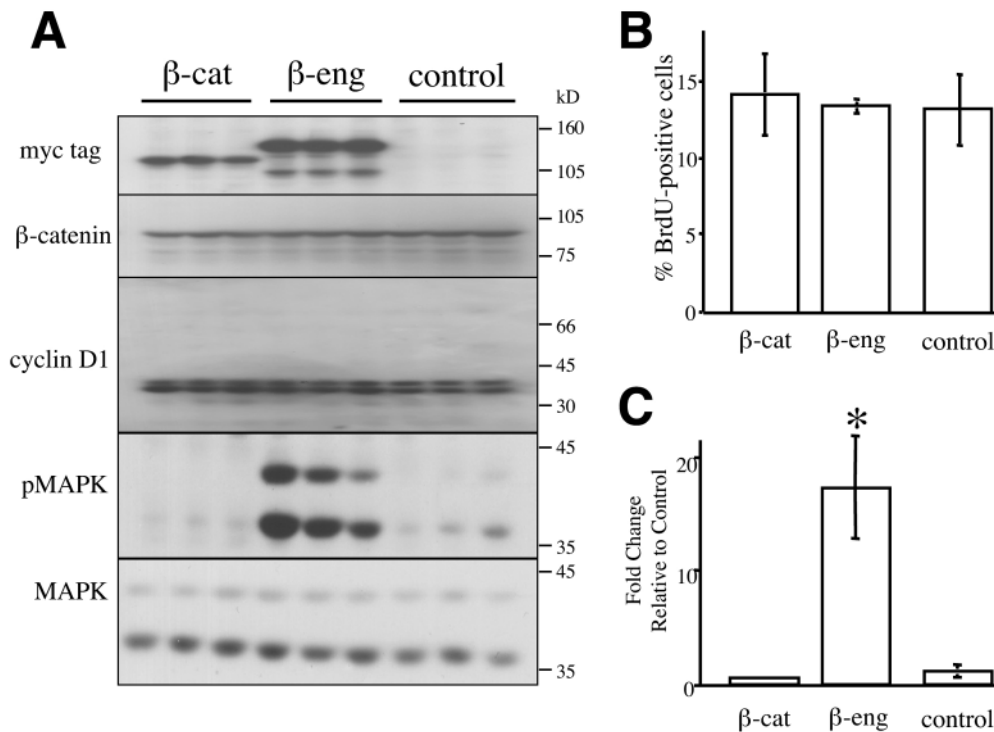 A
β-cat β-eng control
kD
myc tag
160
105
β-catenin
105
75
cyclin D1
66
45
30
pMAPK
45
35
MAPK
45
35
B
% BrdU-positive cells
15
10
5
0
β-cat β-eng control
C
Fold Change
Relative to Control
*
20
10
0
β-cat β-eng control